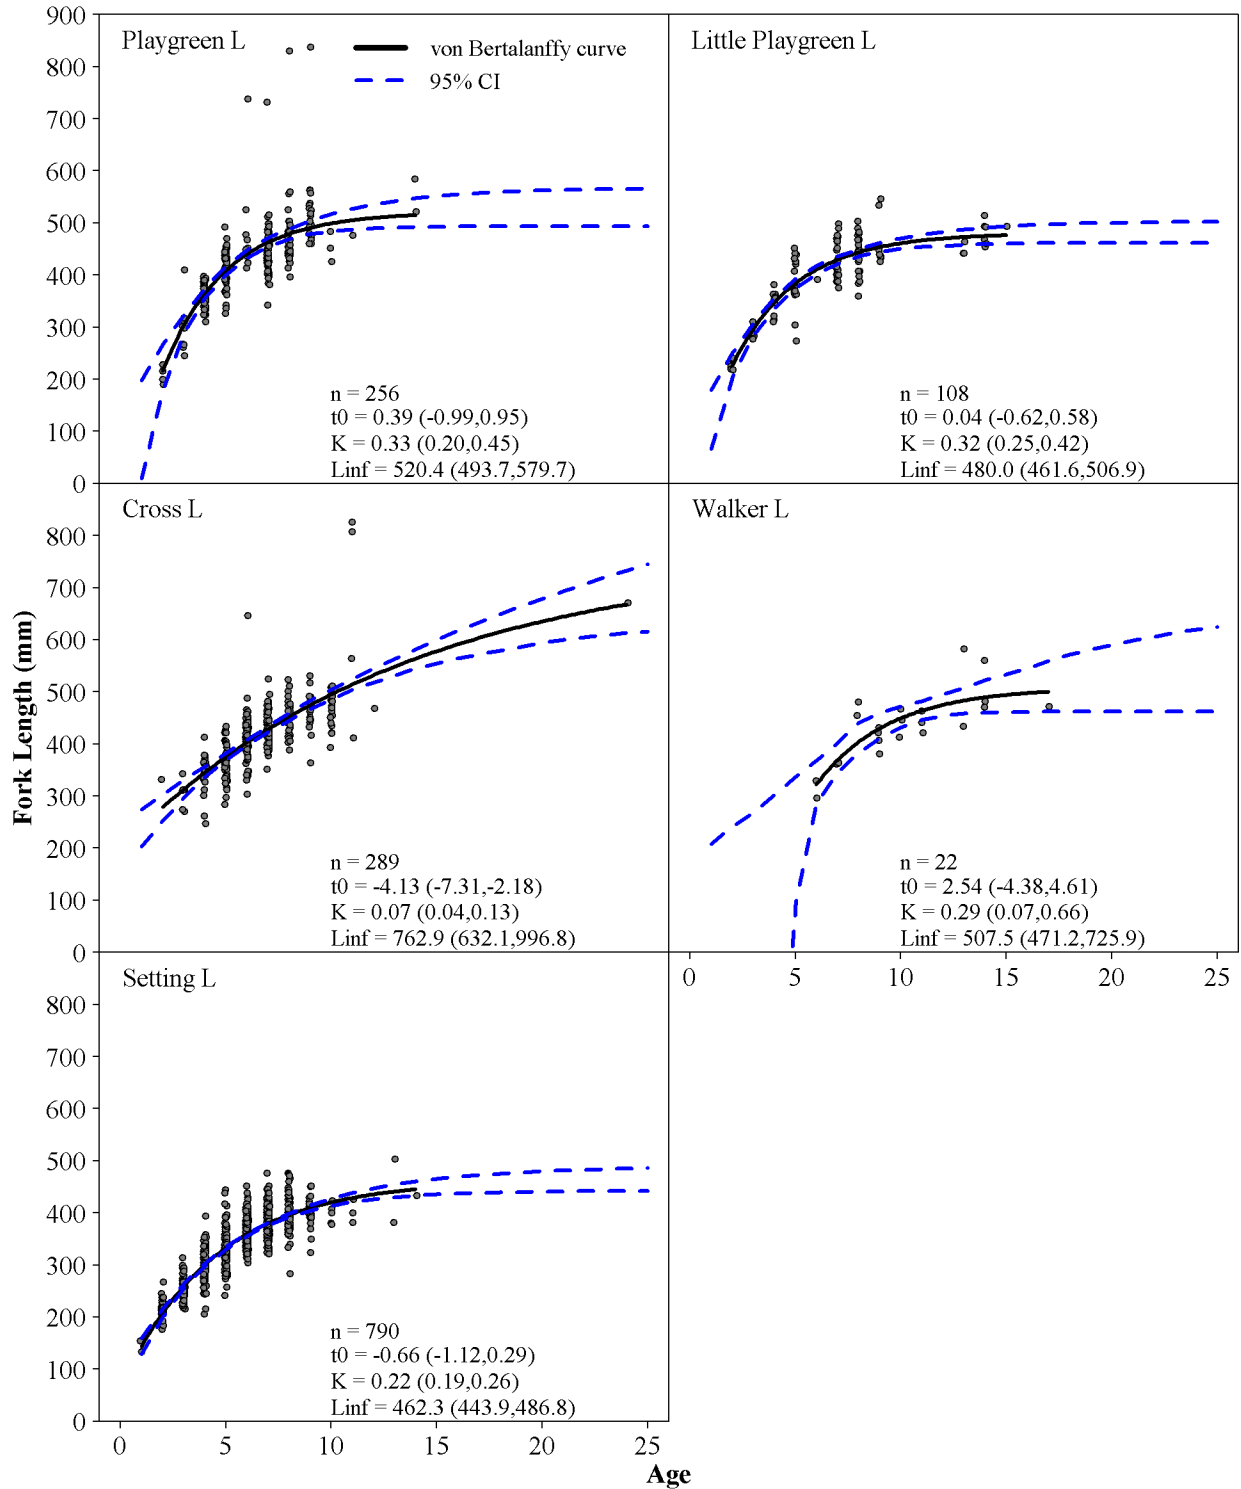 900
800
700
600
500
400
300
200
100
0
Playgreen L
von Bertalanffy curve
95% CI
n = 256
t0 = 0.39 (-0.99,0.95)
K = 0.33 (0.20,0.45)
Linf = 520.4 (493.7,579.7)
Little Playgreen L
n = 108
t0 = 0.04 (-0.62,0.58)
K = 0.32 (0.25,0.42)
Linf = 480.0 (461.6,506.9)
Fork Length (mm)
800
700
600
500
400
300
200
100
0
Cross L
n = 289
t0 = -4.13 (-7.31,-2.18)
K = 0.07 (0.04,0.13)
Linf = 762.9 (632.1,996.8)
Walker L
n = 22
t0 = 2.54 (-4.38,4.61)
K = 0.29 (0.07,0.66)
Linf = 507.5 (471.2,725.9)
0 5 10 15 20 25
800
700
600
500
400
300
200
100
0
Setting L
n = 790
t0 = -0.66 (-1.12,0.29)
K = 0.22 (0.19,0.26)
Linf = 462.3 (443.9,486.8)
0 5 10 15 20 25
Age